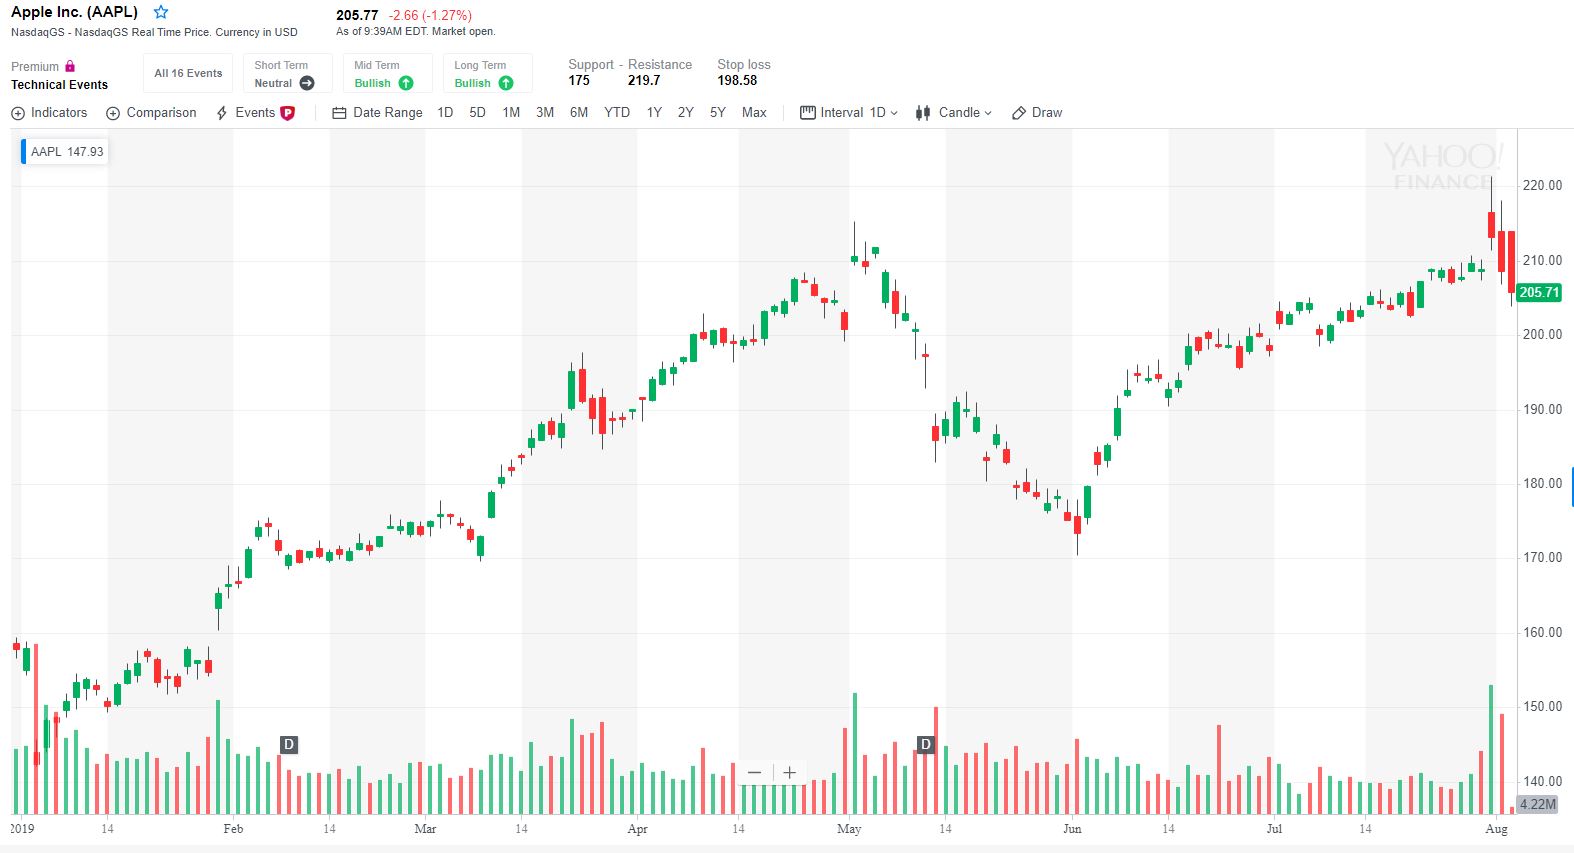 Apple Inc. (AAPL)
205.77 -2.66 (-1.27%)
NasdaqGS - NasdaqGS Real Time Price. Currency in USD
As of 9:39AM EDT. Market open.
Premium
Technical Events
All 16 Events
Short Term
Neutral
Mid Term
Bullish
Long Term
Bullish
Support - Resistance
175 219.7
Stop loss
198.58
Indicators Comparison Events P Date Range 1D 5D 1M 3M 6M YTD 1Y 2Y 5Y Max Interval 1D Candle Draw
AAPL 147.93
YAHOO!
FINANCE
220.00
210.00
205.71
200.00
190.00
180.00
170.00
160.00
150.00
D D
140.00
4.22M
2019 14 Feb 14 Mar 14 Apr 14 May 14 Jun 14 Jul 14 Aug